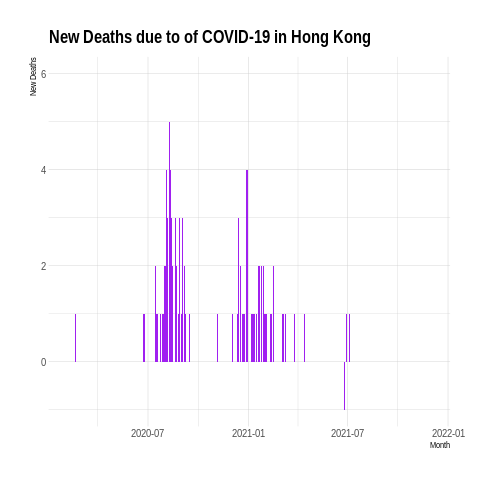 New Deaths due to of COVID-19 in Hong Kong
New Deaths
6
4
2
0
2020-07
2021-01
2021-07
2022-01
Month